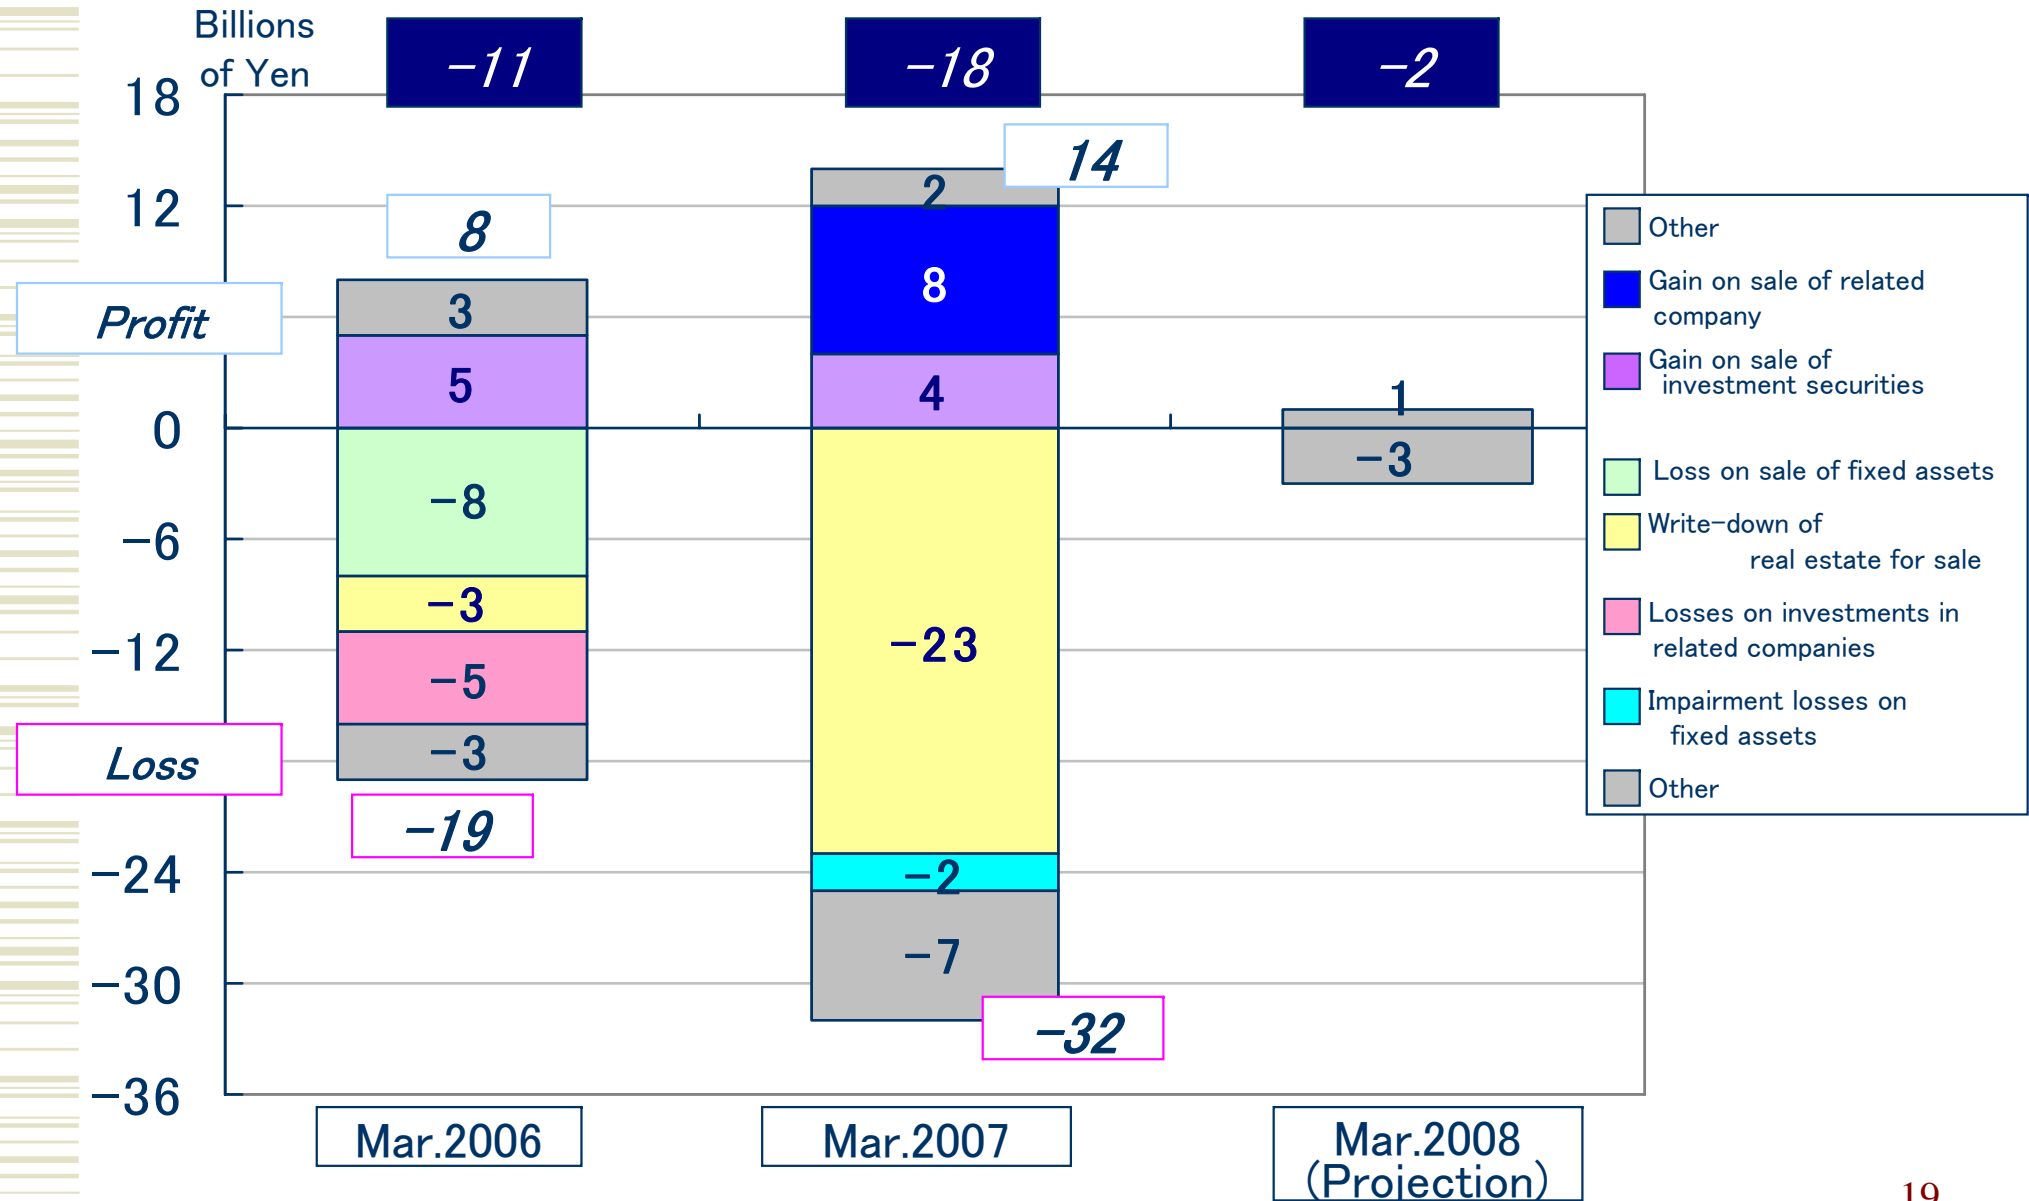 Billions
of Yen
−11
−18
−2
18
12
0
−6
−12
−24
−30
−36
Profit
Loss
8
3
5
−8
−3
−5
−3
−19
14
2
8
4
−23
−2
−7
−32
1
−3
Other
Gain on sale of related
company
Gain on sale of
investment securities
Loss on sale of fixed assets
Write−down of
real estate for sale
Losses on investments in
related companies
Impairment losses on
fixed assets
Other
Mar.2006
Mar.2007
Mar.2008
(Projection)
19